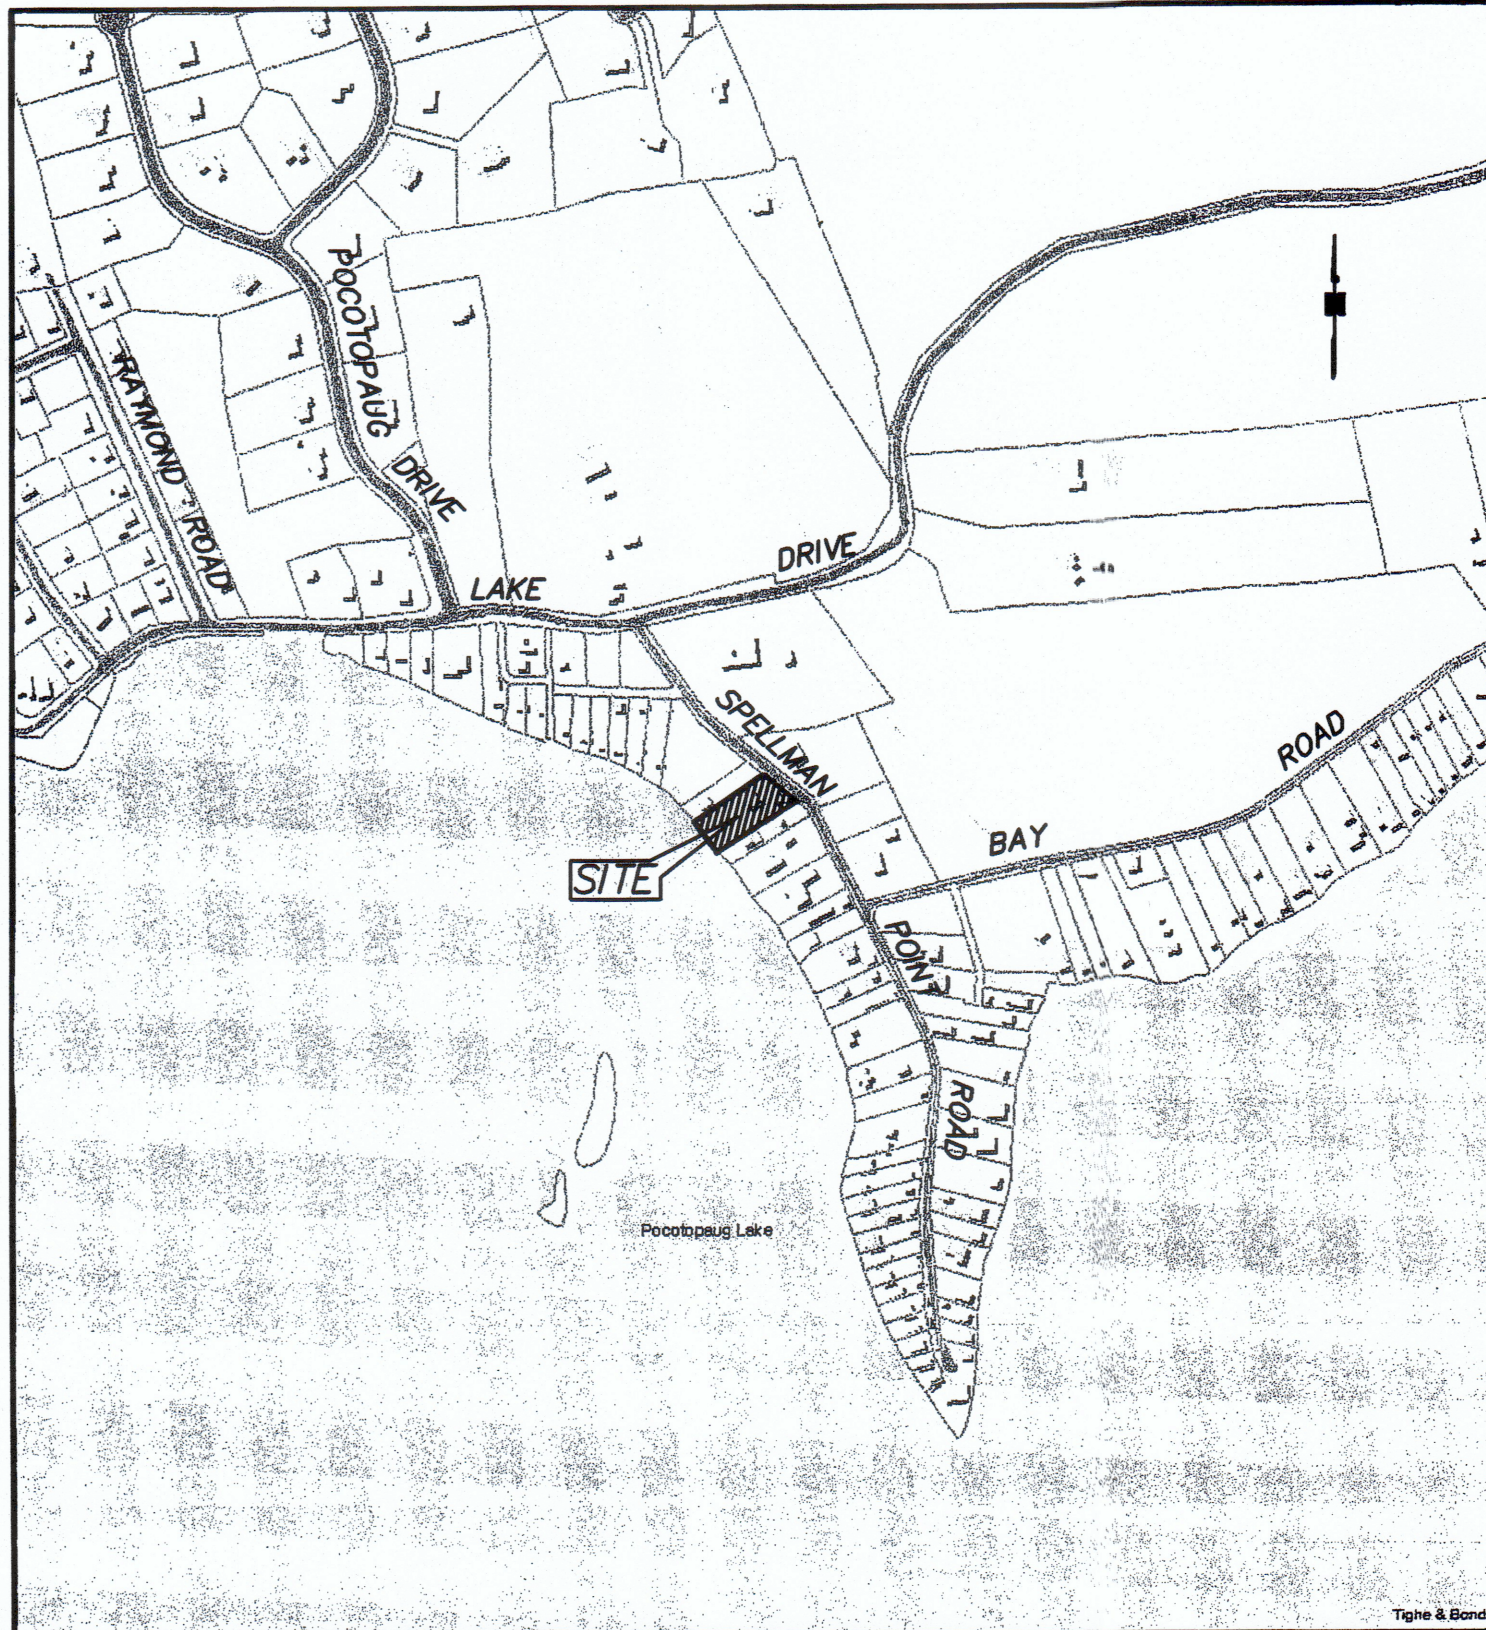 POCOTOPAUG
DRIVE
RAYMOND ROAD
LAKE
DRIVE
SPELLMAN
POINT
ROAD
BAY
ROAD
SITE
Pocotopaug Lake
Tighe & Bond